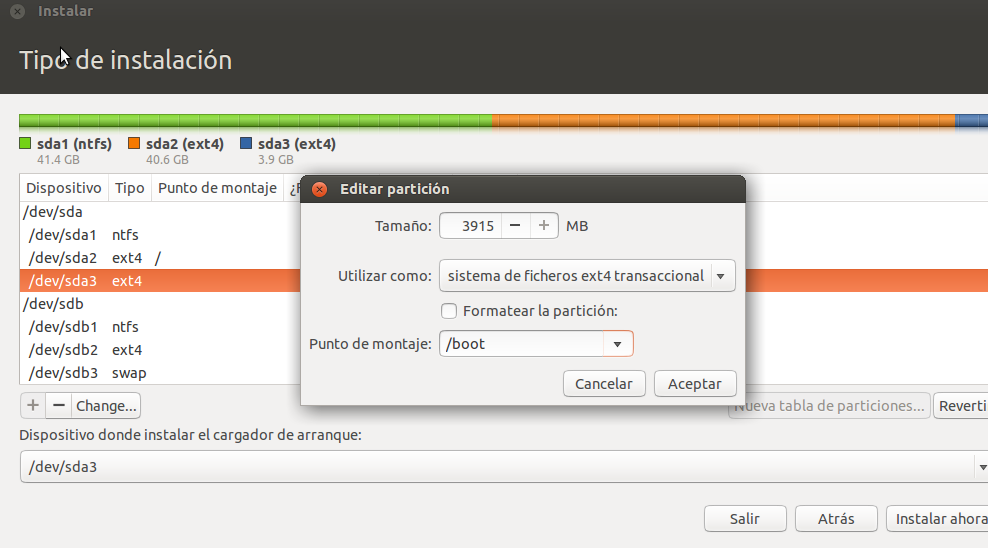 Instalar
Tipo de instalación
sda1 (ntfs) sda2 (ext4) sda3 (ext4)
41.4 GB 40.6 GB 3.9 GB
Dispositivo Tipo Punto de montaje
/dev/sda
/dev/sda1 ntfs
/dev/sda2 ext4 /
/dev/sda3 ext4
/dev/sdb
/dev/sdb1 ntfs
/dev/sdb2 ext4
/dev/sdb3 swap
Editar partición
Tamaño: 3915 − + MB
Utilizar como: sistema de ficheros ext4 transaccional
Formatear la partición:
Punto de montaje: /boot
Cancelar Aceptar
+ − Change... Nueva tabla de particiones... Reverti
Dispositivo donde instalar el cargador de arranque:
/dev/sda3
Salir Atrás Instalar ahora